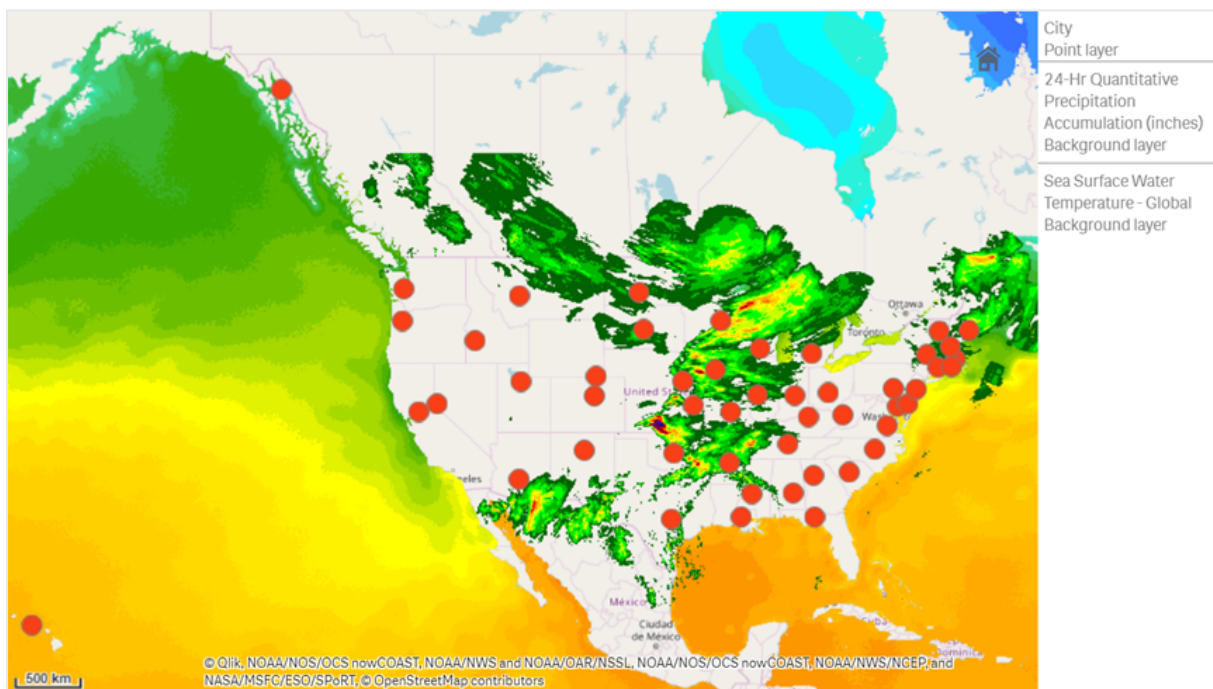 City
Point layer
24-Hr Quantitative
Precipitation
Accumulation (inches)
Background layer
Sea Surface Water
Temperature - Global
Background layer
Ottawa
Toronto
United Sta
Wash
eles
México
Ciudad
de México
Cuba
Dominica
© Qlik, NOAA/NOS/OCS nowCOAST, NOAA/NWS and NOAA/OAR/NSSL, NOAA/NOS/OCS nowCOAST, NOAA/NWS/NCEP, and
NASA/MSFC/ESO/SPoRT, © OpenStreetMap contributors
500 km